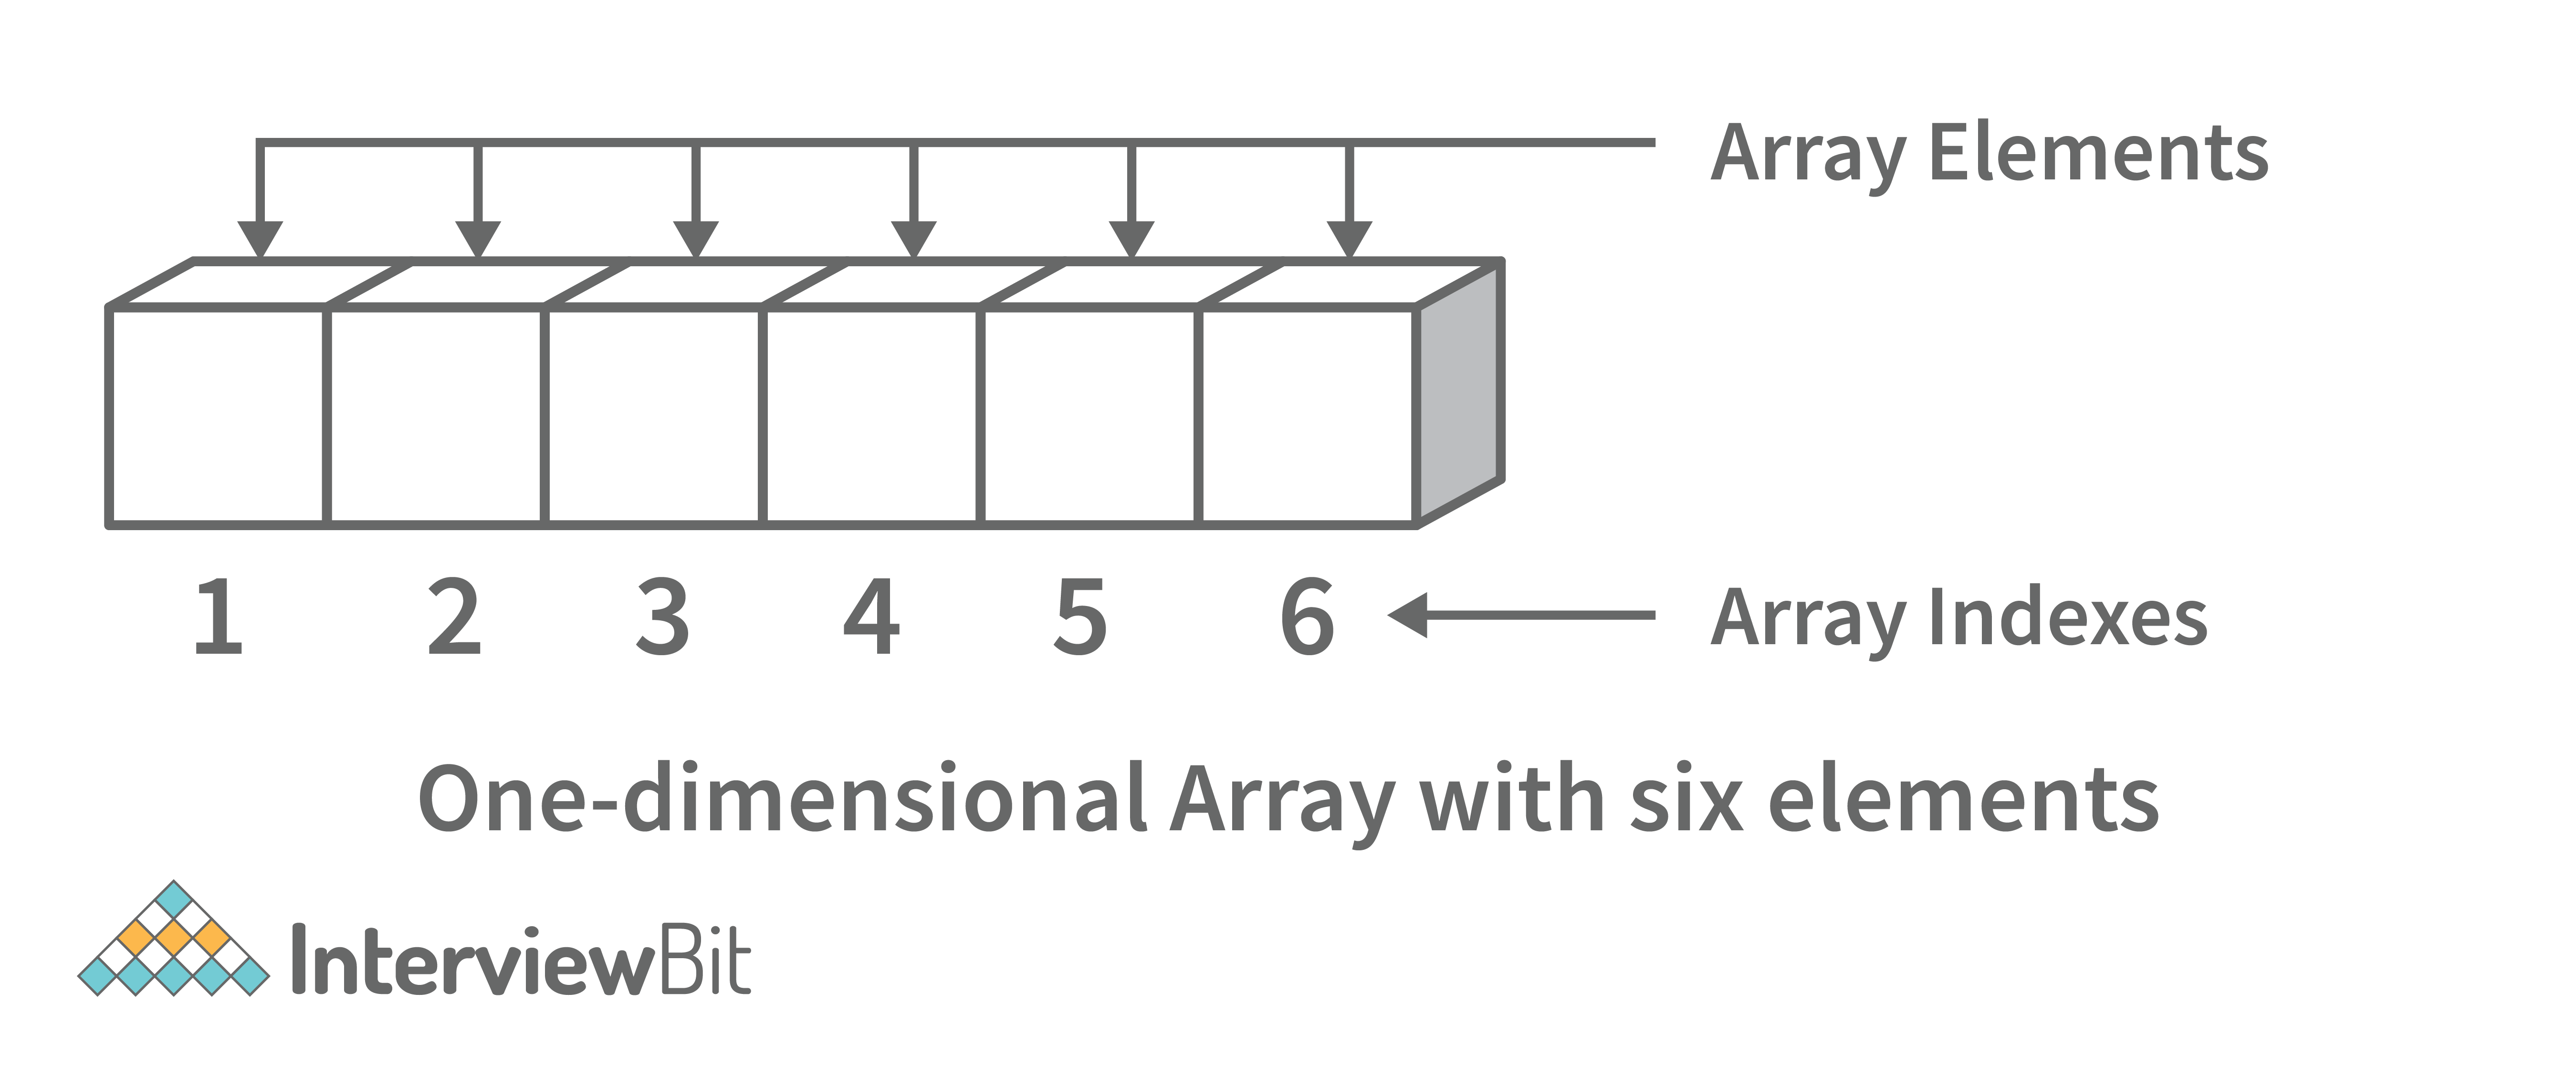 Array Elements
1 2 3 4 5 6 Array Indexes
One-dimensional Array with six elements
InterviewBit